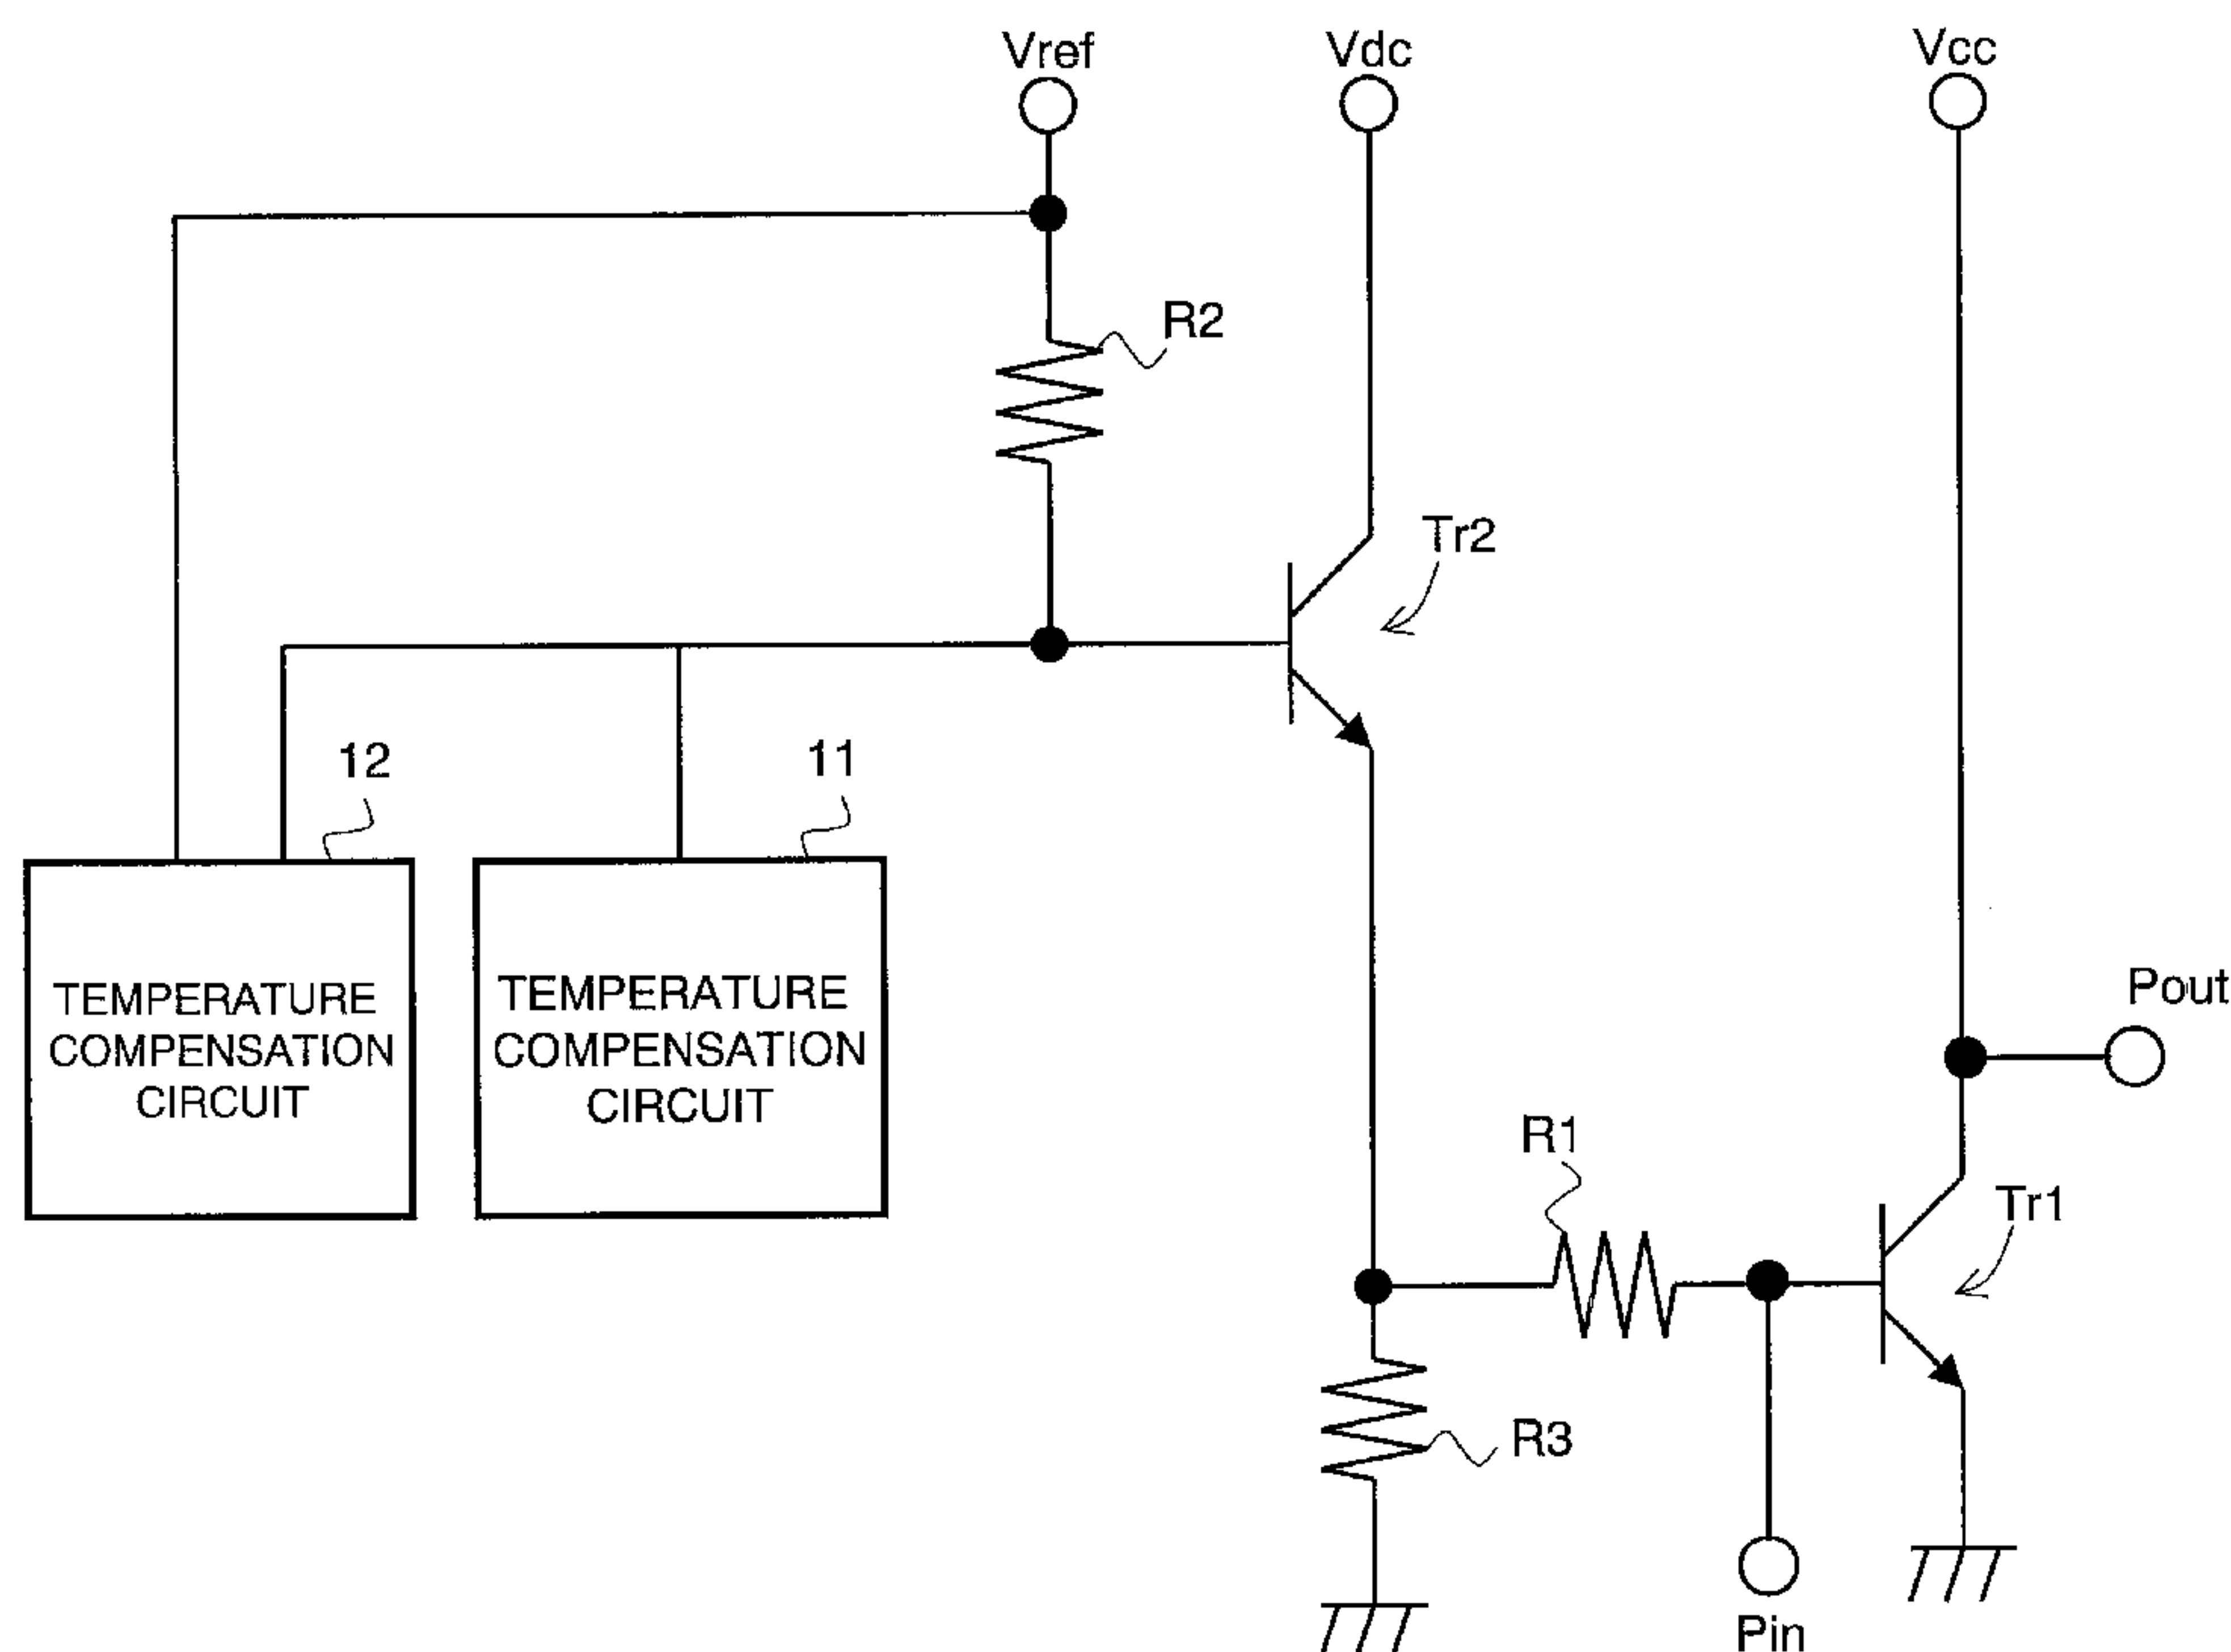 Vref
Vdc
Vcc
R2
Tr2
12
11
TEMPERATURE
COMPENSATION
CIRCUIT
TEMPERATURE
COMPENSATION
CIRCUIT
Pout
R1
Tr1
R3
Pin